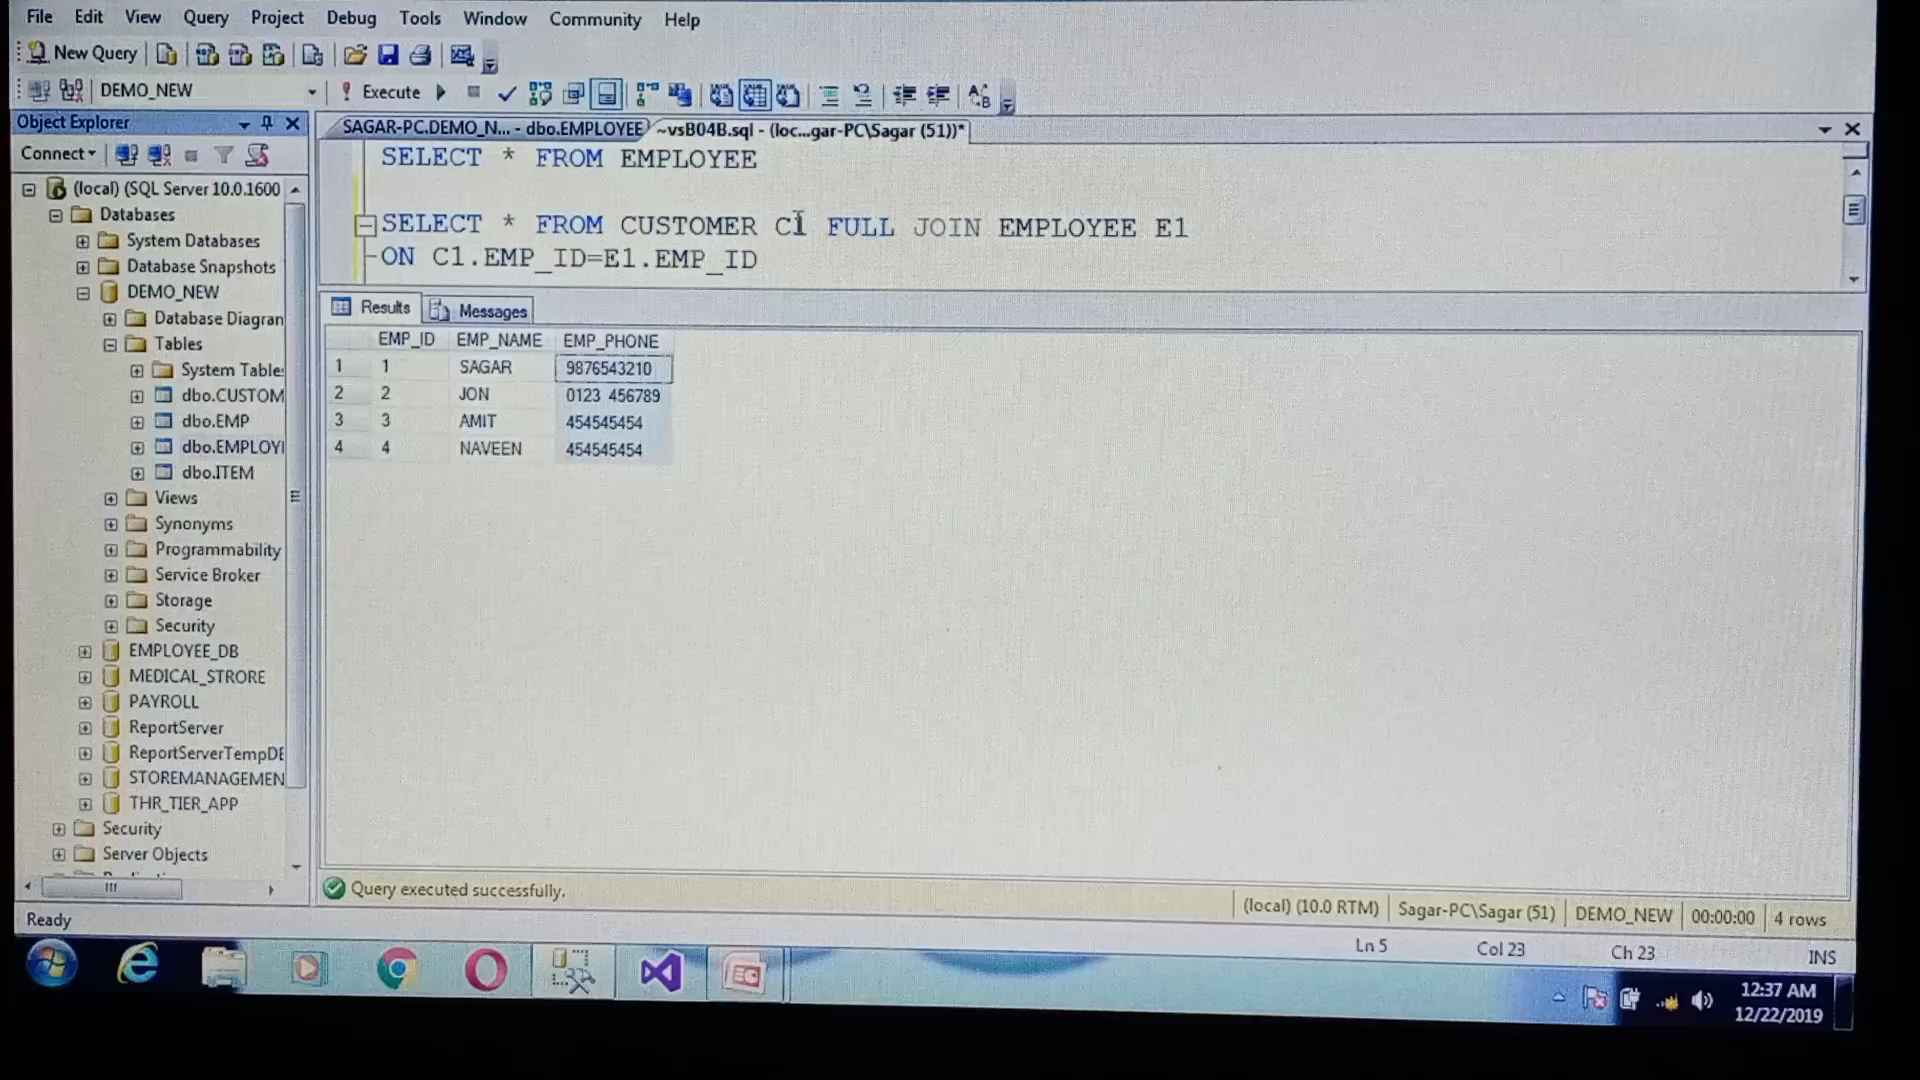 File Edit View Query Project Debug Tools Window Community Help
New Query
DEMO_NEW Execute
Object Explorer
SAGAR-PC.DEMO_N... - dbo.EMPLOYEE ~vsB04B.sql - (loc...gar-PC\Sagar (51))*
Connect
SELECT * FROM EMPLOYEE
SELECT * FROM CUSTOMER C1 FULL JOIN EMPLOYEE E1
ON C1.EMP_ID=E1.EMP_ID
(local) (SQL Server 10.0.1600
Databases
System Databases
Database Snapshots
DEMO_NEW
Database Diagran
Tables
System Table
dbo.CUSTOM
dbo.EMP
dbo.EMPLOY
dbo.ITEM
Views
Synonyms
Programmability
Service Broker
Storage
Security
EMPLOYEE_DB
MEDICAL_STRORE
PAYROLL
ReportServer
ReportServerTempDE
STOREMANAGEMEN
THR_TIER_APP
Security
Server Objects
Results Messages
EMP_ID EMP_NAME EMP_PHONE
1 1 SAGAR 9876543210
2 2 JON 0123 456789
3 3 AMIT 454545454
4 4 NAVEEN 454545454
Query executed successfully.
(local) (10.0 RTM) Sagar-PC\Sagar (51) DEMO_NEW 00:00:00 4 rows
Ready Ln 5 Col 23 Ch 23 INS
12:37 AM
12/22/2019